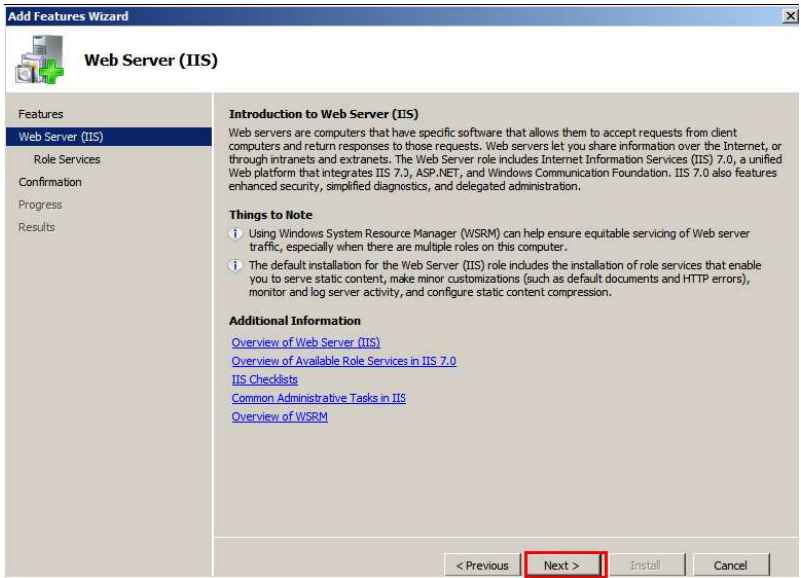 Add Features Wizard
Web Server (IIS)
Features
Web Server (IIS)
Role Services
Confirmation
Progress
Results
Introduction to Web Server (IIS)
Web servers are computers that have specific software that allows them to accept requests from client
computers and return responses to those requests. Web servers let you share information over the Internet, or
through intranets and extranets. The Web Server role includes Internet Information Services (IIS) 7.0, a unified
Web platform that integrates IIS 7.0, ASP.NET, and Windows Communication Foundation. IIS 7.0 also features
enhanced security, simplified diagnostics, and delegated administration.
Things to Note
Using Windows System Resource Manager (WSRM) can help ensure equitable servicing of Web server
traffic, especially when there are multiple roles on this computer.
The default installation for the Web Server (IIS) role includes the installation of role services that enable
you to serve static content, make minor customizations (such as default documents and HTTP errors),
monitor and log server activity, and configure static content compression.
Additional Information
Overview of Web Server (IIS)
Overview of Available Role Services in IIS 7.0
IIS Checklists
Common Administrative Tasks in IIS
Overview of WSRM
< Previous
Next >
Install
Cancel